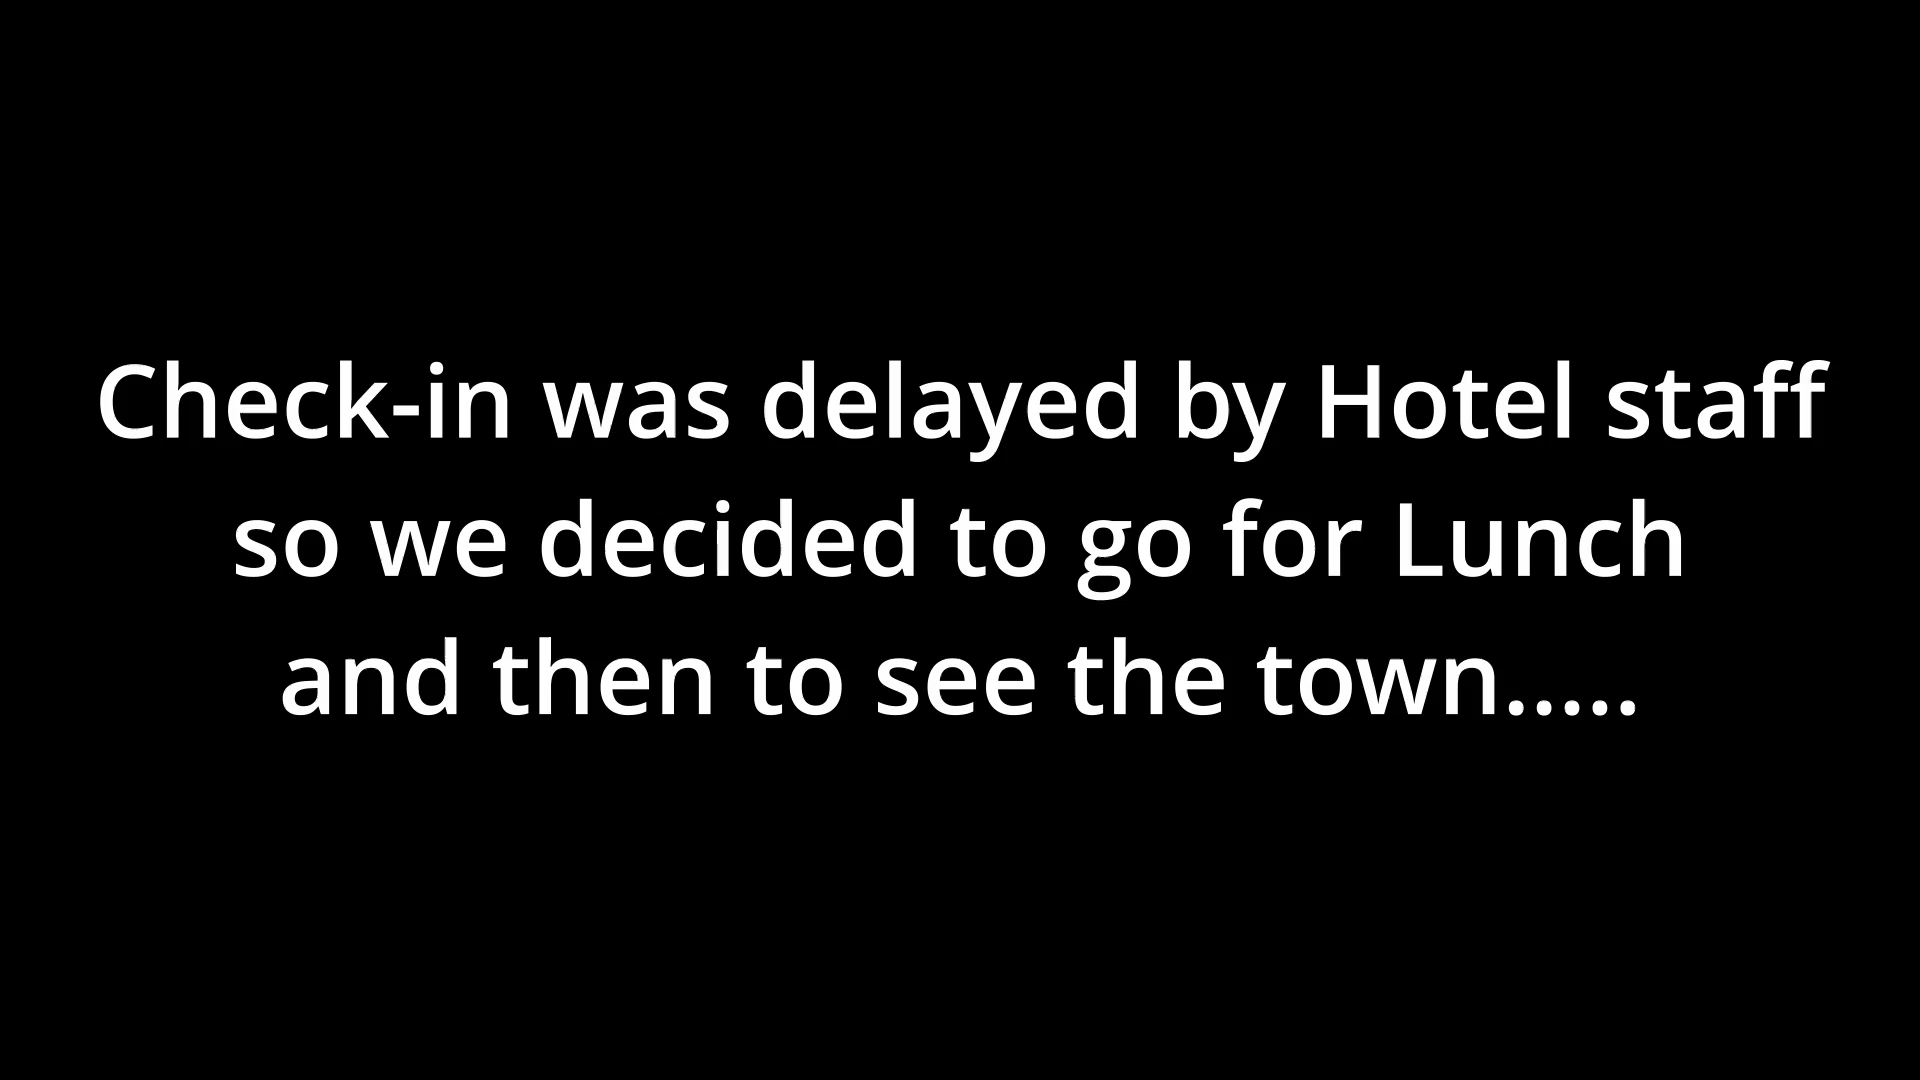 Check-in was delayed by Hotel staff
so we decided to go for Lunch
and then to see the town.....